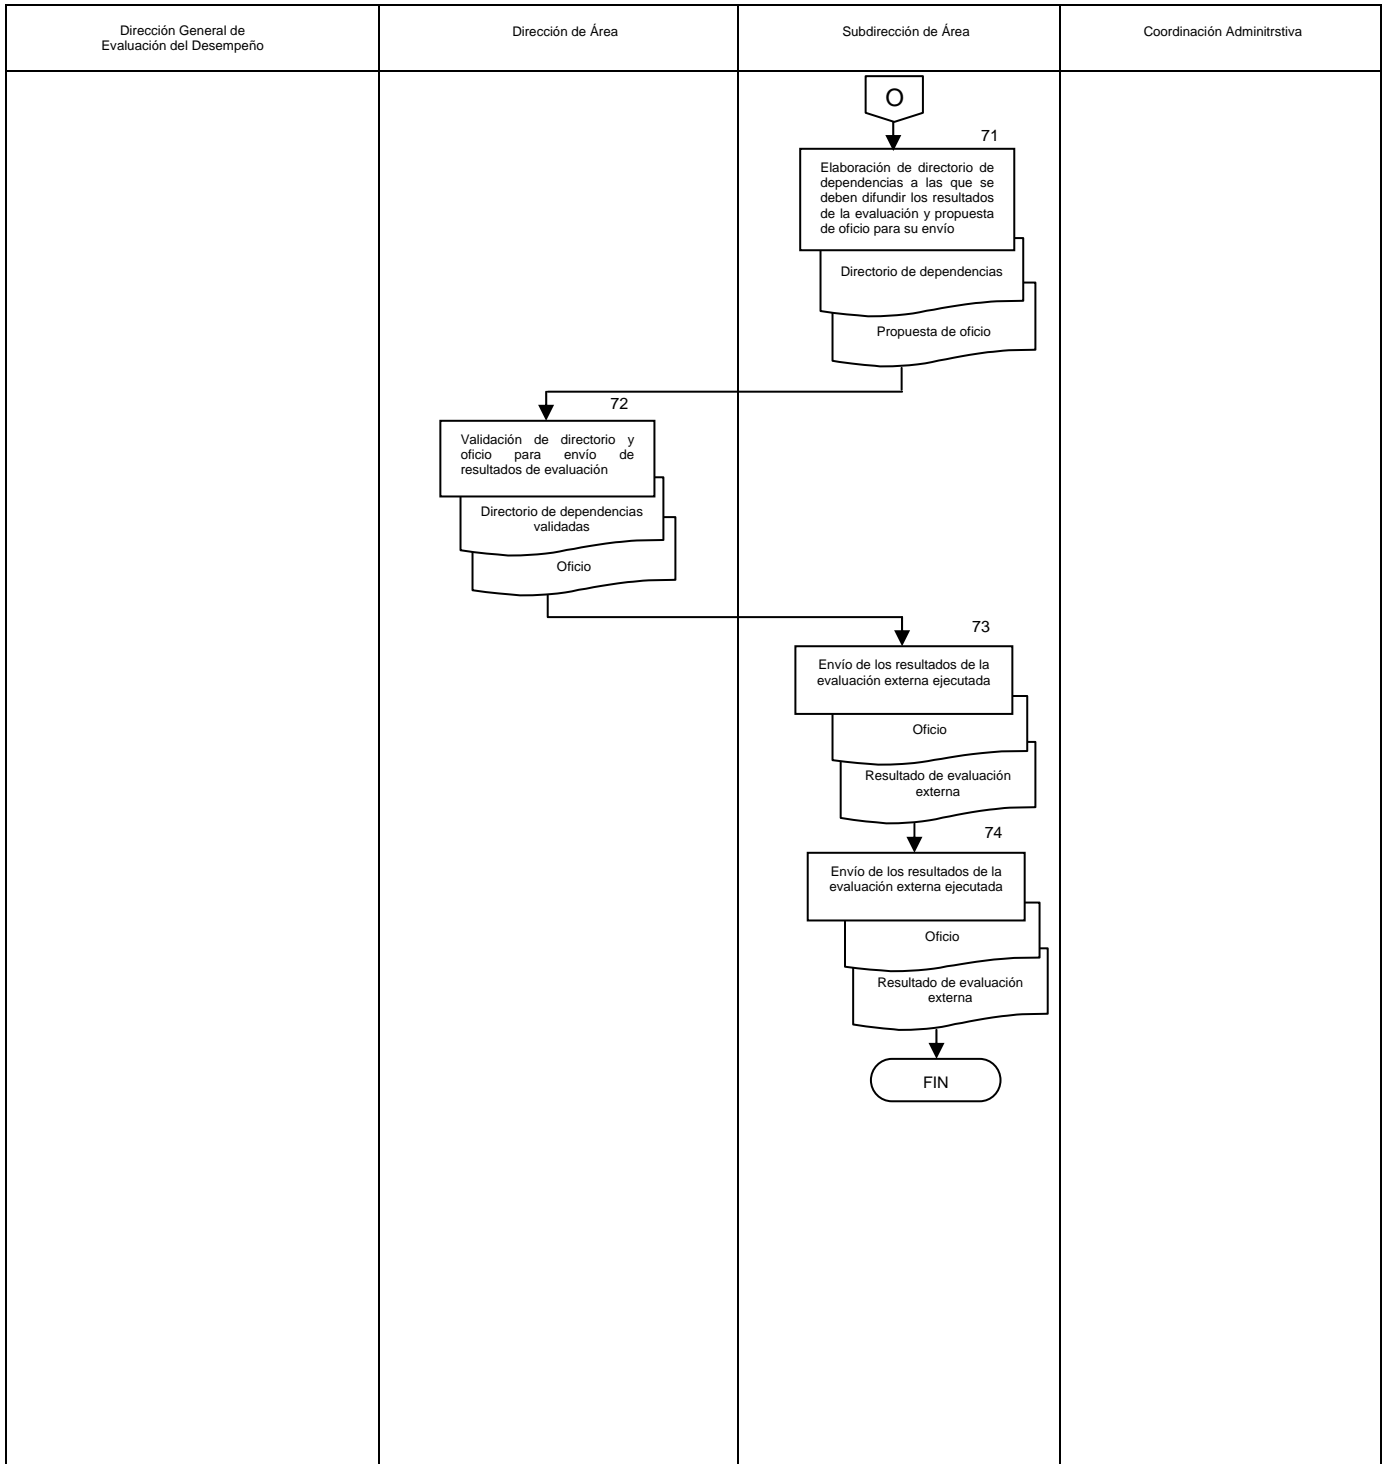 Dirección General de
Evaluación del Desempeño
Dirección de Área
Subdirección de Área
Coordinación Adminitrstiva
O
71
Elaboración de directorio de
dependencias a las que se
deben difundir los resultados
de la evaluación y propuesta
de oficio para su envío
Directorio de dependencias
Propuesta de oficio
72
Validación de directorio y
oficio para envío de
resultados de evaluación
Directorio de dependencias
validadas
Oficio
73
Envío de los resultados de la
evaluación externa ejecutada
Oficio
Resultado de evaluación
externa
74
Envío de los resultados de la
evaluación externa ejecutada
Oficio
Resultado de evaluación
externa
FIN